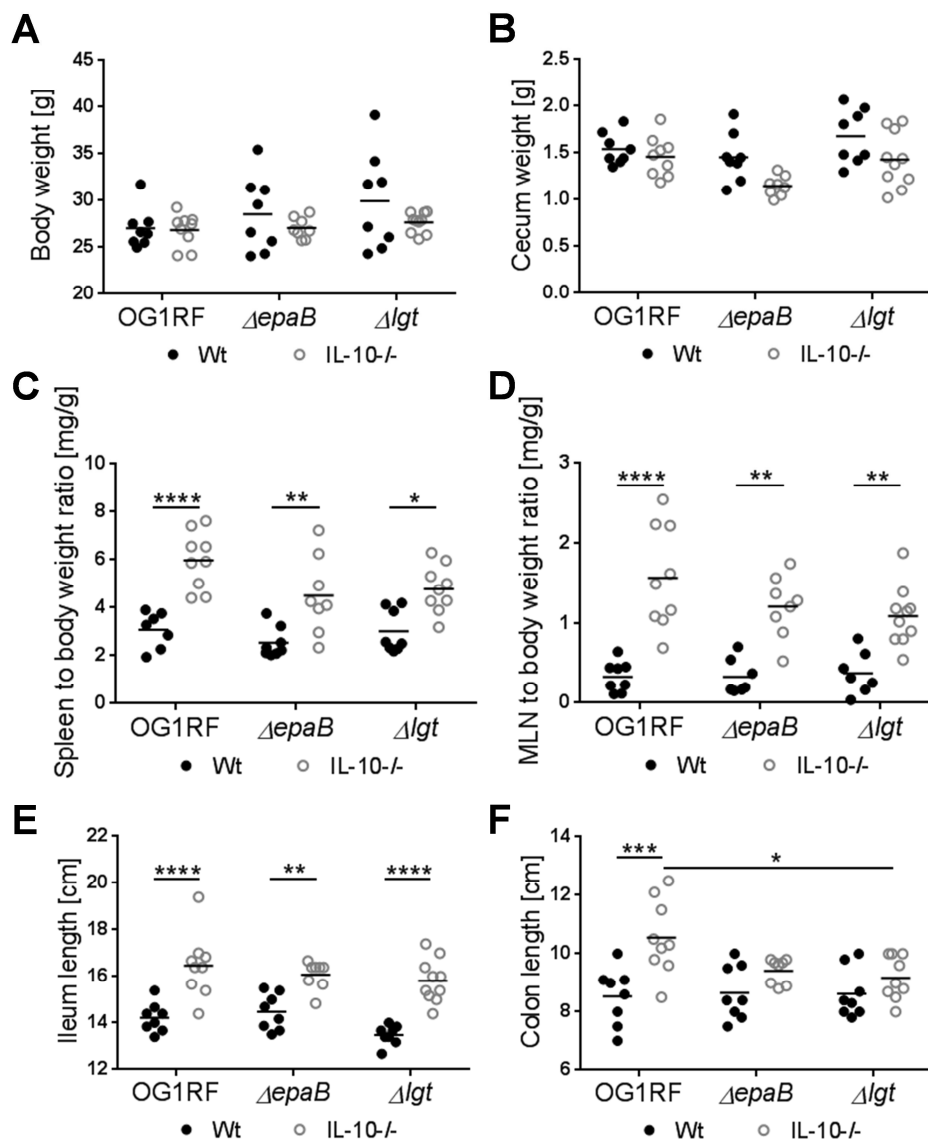 A
Body weight [g]
45
40
35
30
25
20
OG1RF ΔepaB Δlgt
Wt IL-10-/-
B
Cecum weight [g]
2.5
2.0
1.5
1.0
0.5
0.0
OG1RF ΔepaB Δlgt
Wt IL-10-/-
C
Spleen to body weight ratio [mg/g]
10
8
6
4
2
0
**** ** *
OG1RF ΔepaB Δlgt
Wt IL-10-/-
D
MLN to body weight ratio [mg/g]
3
2
1
0
**** ** **
OG1RF ΔepaB Δlgt
Wt IL-10-/-
E
Ileum length [cm]
22
20
18
16
14
12
**** ** ****
OG1RF ΔepaB Δlgt
Wt IL-10-/-
F
Colon length [cm]
14
12
10
8
6
*** *
OG1RF ΔepaB Δlgt
Wt IL-10-/-